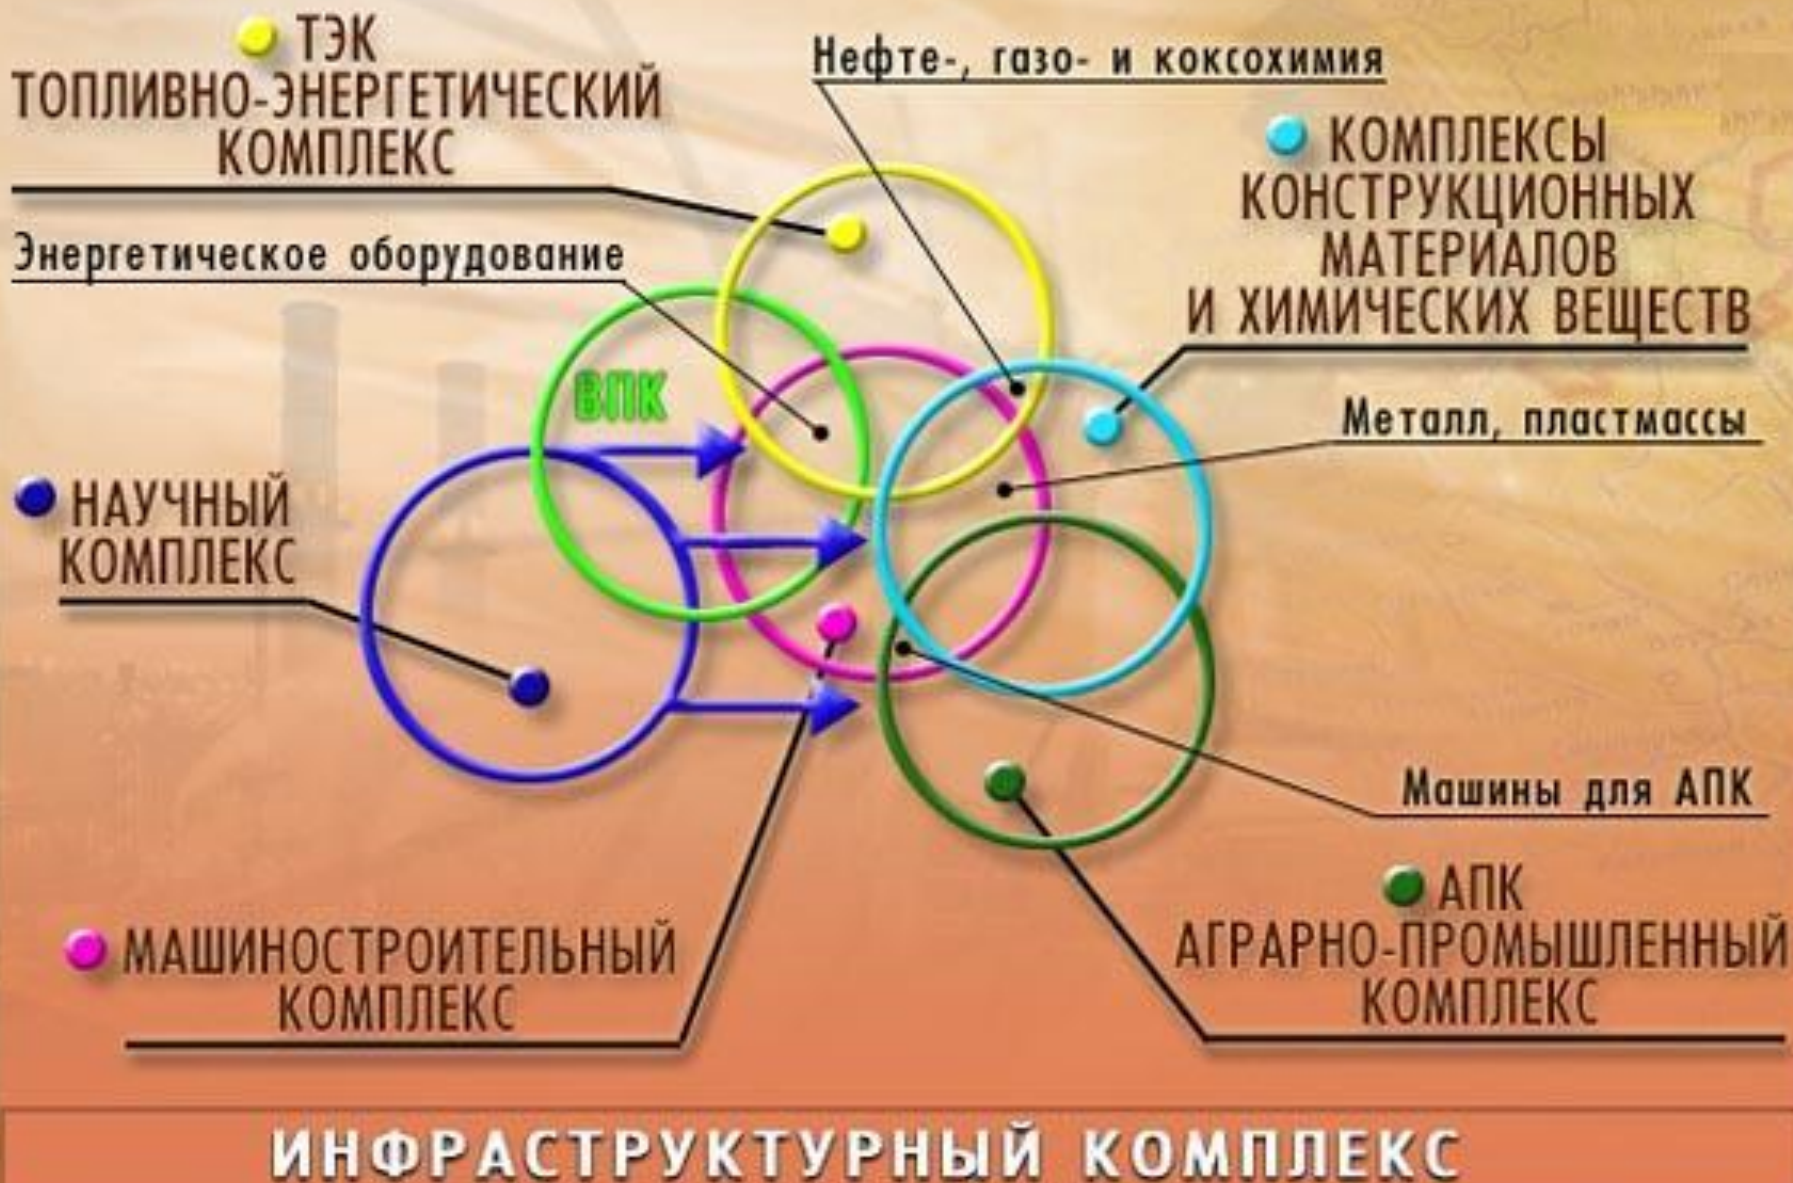 ТЭК
ТОПЛИВНО-ЭНЕРГЕТИЧЕСКИЙ
КОМПЛЕКС
Нефте-, газо- и коксохимия
КОМПЛЕКСЫ
КОНСТРУКЦИОННЫХ
МАТЕРИАЛОВ
И ХИМИЧЕСКИХ ВЕЩЕСТВ
Энергетическое оборудование
ВПК
Металл, пластмассы
НАУЧНЫЙ
КОМПЛЕКС
Машины для АПК
АПК
АГРАРНО-ПРОМЫШЛЕННЫЙ
КОМПЛЕКС
МАШИНОСТРОИТЕЛЬНЫЙ
КОМПЛЕКС
ИНФРАСТРУКТУРНЫЙ КОМПЛЕКС